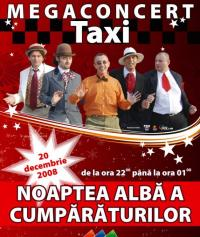 MEGACONCERT
Taxi
20
decembrie
2008
de la ora 22⁰⁰ până la ora 01⁰⁰
NOAPTEA ALBĂ A
CUMPĂRĂTURILOR